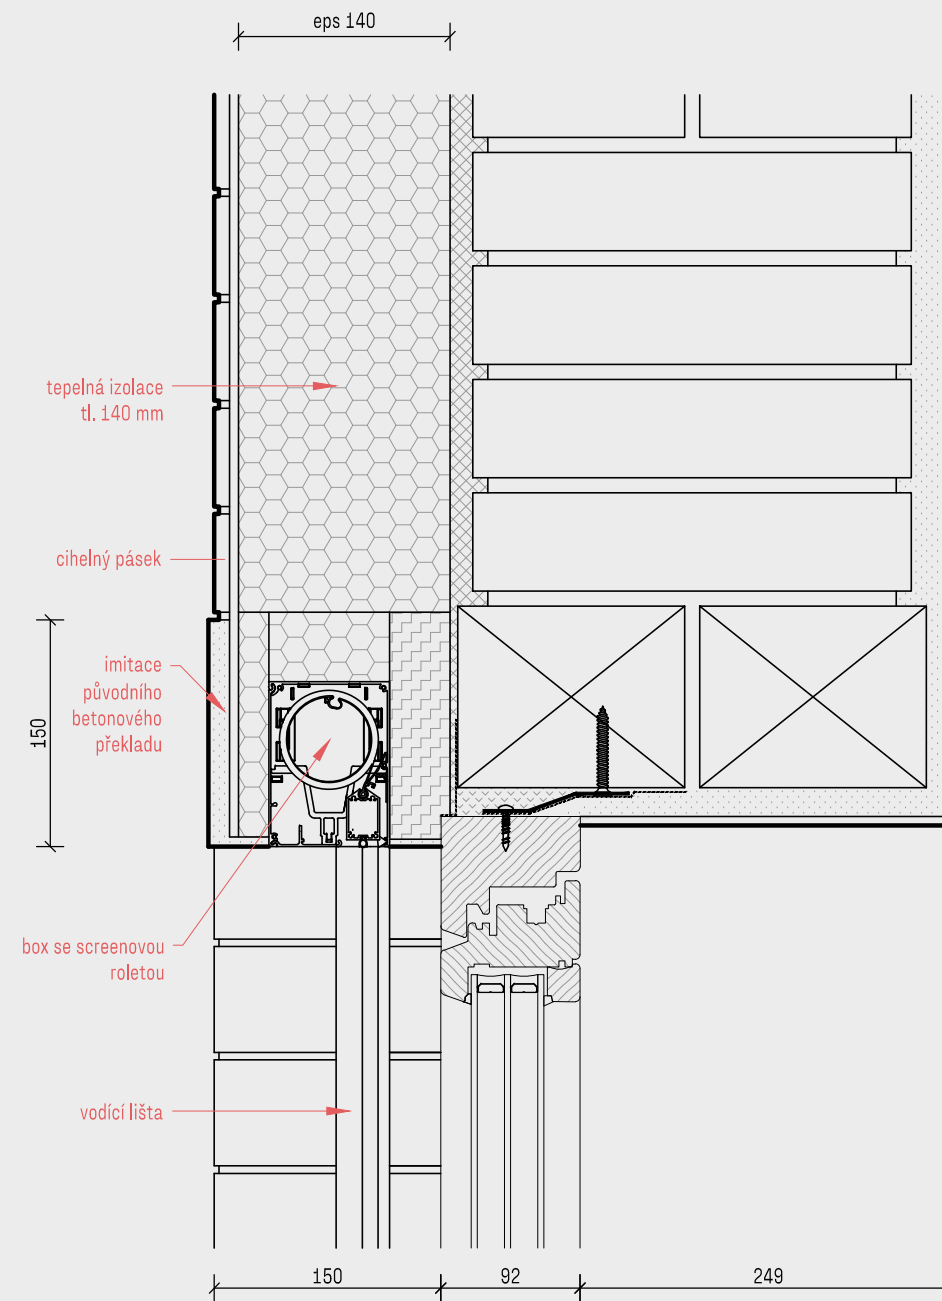 eps 140
tepelná izolace
tl. 140 mm
cihelný pásek
imitace
původního
betonového
překladu
150
box se screenovou
roletou
vodící lišta
150
92
249